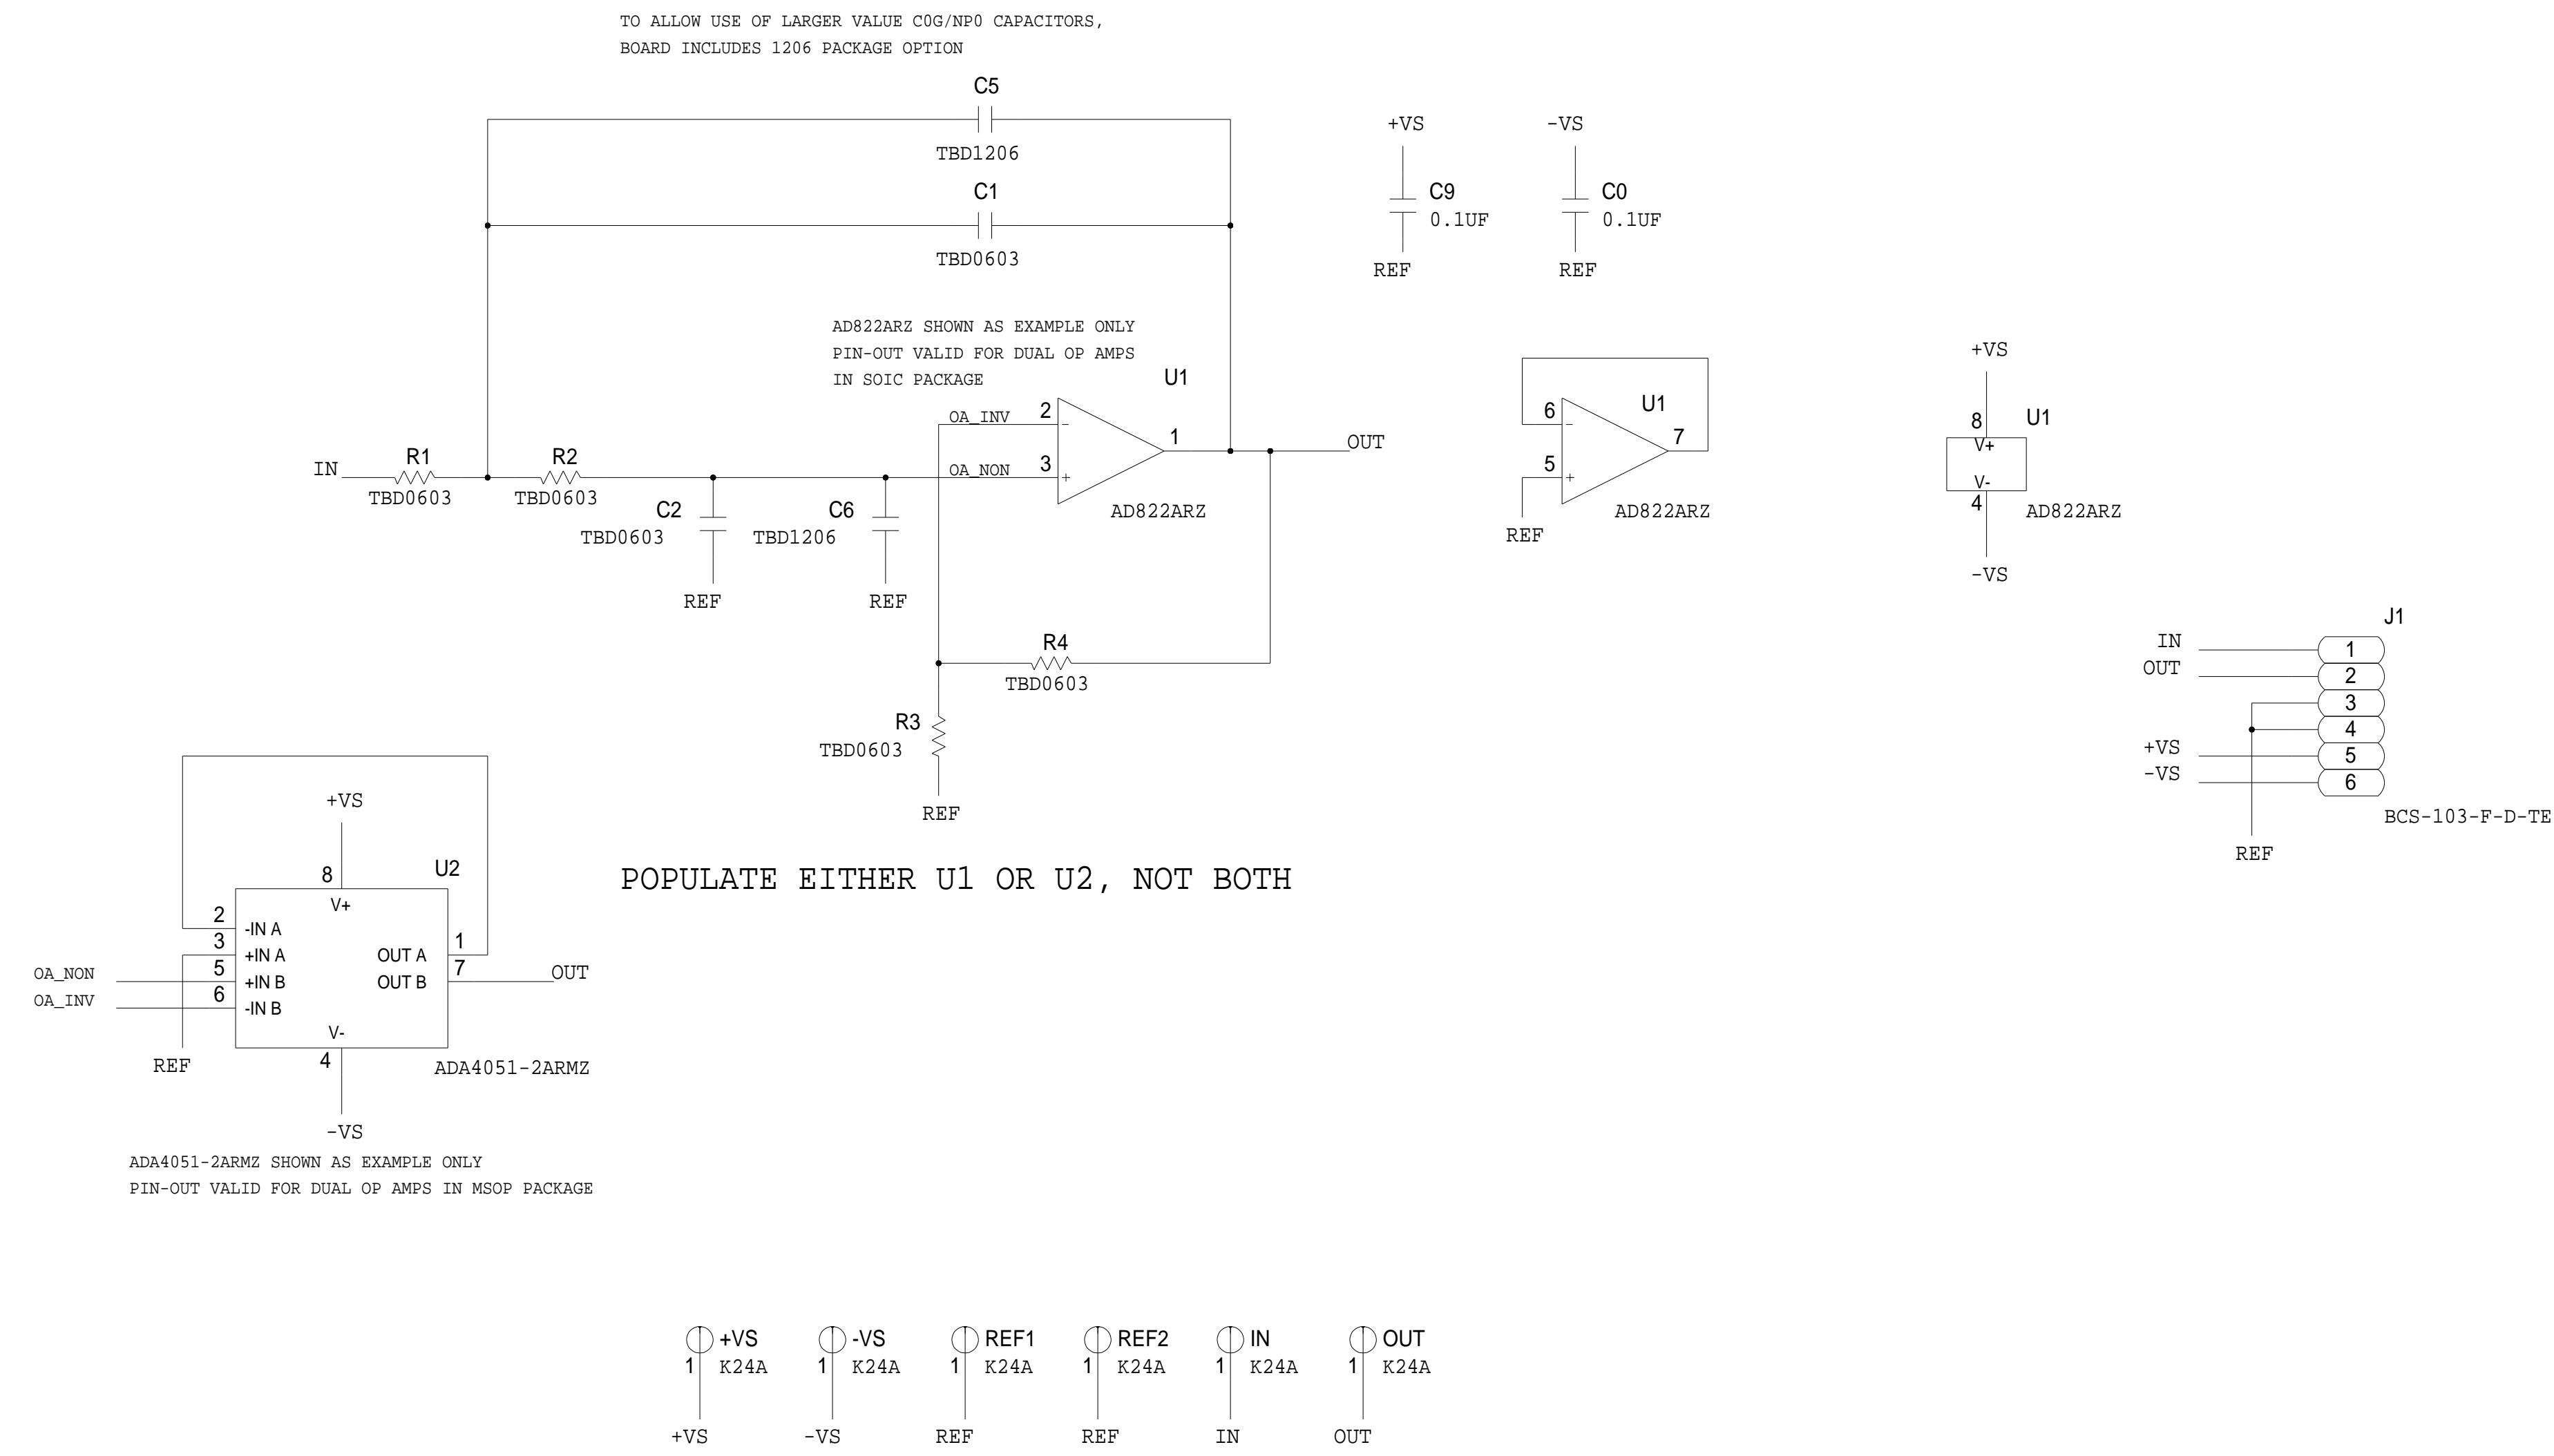 TO ALLOW USE OF LARGER VALUE C0G/NP0 CAPACITORS,
BOARD INCLUDES 1206 PACKAGE OPTION
C5
TBD1206
C1
TBD0603
+VS
C9
0.1UF
REF
-VS
C0
0.1UF
REF
AD822ARZ SHOWN AS EXAMPLE ONLY
PIN-OUT VALID FOR DUAL OP AMPS
IN SOIC PACKAGE
U1
OA_INV
2
-
1
OUT
OA_NON
3
+
AD822ARZ
IN
R1
TBD0603
R2
TBD0603
C2
TBD0603
REF
C6
TBD1206
REF
R4
TBD0603
R3
TBD0603
REF
U1
6
-
7
5
+
REF
AD822ARZ
+VS
8
U1
V+
V-
4
AD822ARZ
-VS
J1
IN
1
OUT
2
3
4
+VS
5
-VS
6
BCS-103-F-D-TE
REF
POPULATE EITHER U1 OR U2, NOT BOTH
+VS
8
U2
V+
2
-IN A
3
+IN A
OUT A
1
OA_NON
5
+IN B
OUT B
7
OUT
OA_INV
6
-IN B
V-
REF
4
ADA4051-2ARMZ
-VS
ADA4051-2ARMZ SHOWN AS EXAMPLE ONLY
PIN-OUT VALID FOR DUAL OP AMPS IN MSOP PACKAGE
+VS
1
K24A
+VS
-VS
1
K24A
-VS
REF1
1
K24A
REF
REF2
1
K24A
REF
IN
1
K24A
IN
OUT
1
K24A
OUT